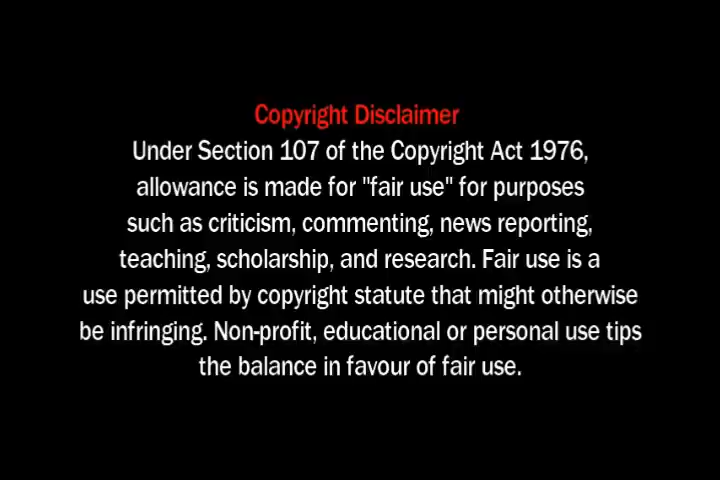 Copyright Disclaimer
Under Section 107 of the Copyright Act 1976,
allowance is made for "fair use" for purposes
such as criticism, commenting, news reporting,
teaching, scholarship, and research. Fair use is a
use permitted by copyright statute that might otherwise
be infringing. Non-profit, educational or personal use tips
the balance in favour of fair use.